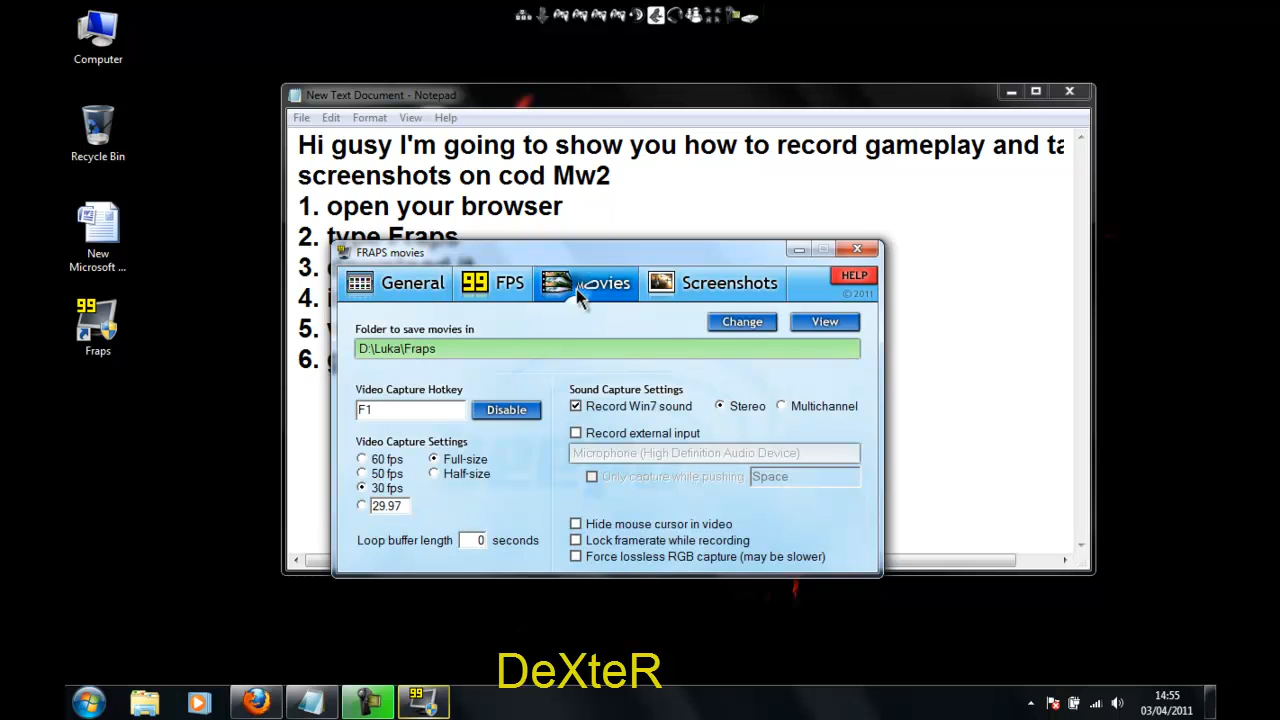 Computer
Recycle Bin
New
Microsoft ...
99
Fraps
New Text Document - Notepad
File Edit Format View Help
Hi gusy I'm going to show you how to record gameplay and ta
screenshots on cod Mw2
1. open your browser
2. type Fraps
3.
4.
5.
6.
FRAPS movies
General 99 FPS Movies Screenshots HELP
© 2011
Folder to save movies in Change View
D:\Luka\Fraps
Video Capture Hotkey
F1 Disable
Video Capture Settings
60 fps Full-size
50 fps Half-size
30 fps
29.97
Loop buffer length 0 seconds
Sound Capture Settings
Record Win7 sound Stereo Multichannel
Record external input
Microphone (High Definition Audio Device)
Only capture while pushing Space
Hide mouse cursor in video
Lock framerate while recording
Force lossless RGB capture (may be slower)
DeXteR
99
14:55
03/04/2011